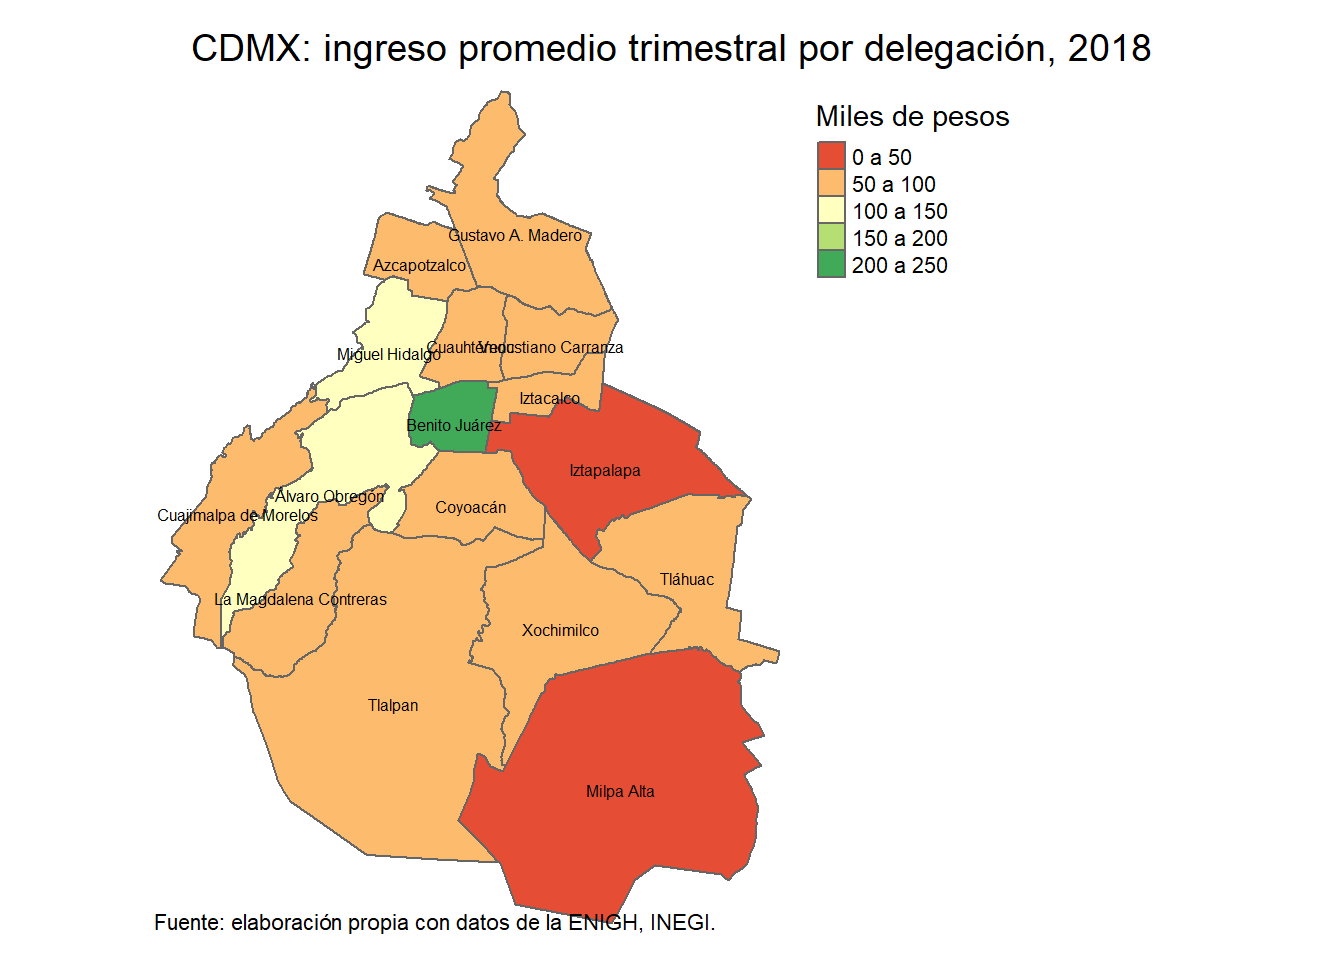 CDMX: ingreso promedio trimestral por delegación, 2018
Miles de pesos
0 a 50
50 a 100
100 a 150
150 a 200
200 a 250
Gustavo A. Madero
Azcapotzalco
Miguel Hidalgo
Cuauhtémoc
Venustiano Carranza
Iztacalco
Benito Juárez
Iztapalapa
Álvaro Obregón
Coyoacán
Cuajimalpa de Morelos
Tláhuac
La Magdalena Contreras
Xochimilco
Tlalpan
Milpa Alta
Fuente: elaboración propia con datos de la ENIGH, INEGI.